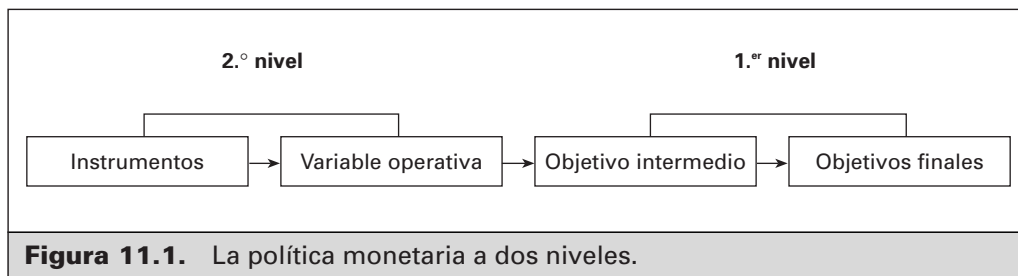 2.° nivel 1.er nivel
Instrumentos Variable operativa Objetivo intermedio Objetivos finales
Figura 11.1. La política monetaria a dos niveles.